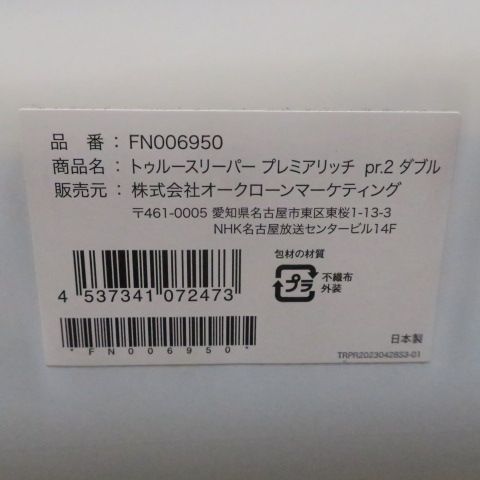 品　番：FN006950
商品名：トゥルースリーパー プレミアリッチ pr.2 ダブル
販売元：株式会社オークローンマーケティング
〒461-0005 愛知県名古屋市東区東桜1-13-3
NHK名古屋放送センタービル14F
包材の材質
プラ
不織布
外装
4 537341 072473
*FN006950*
日本製
TRPR20230428S3-01